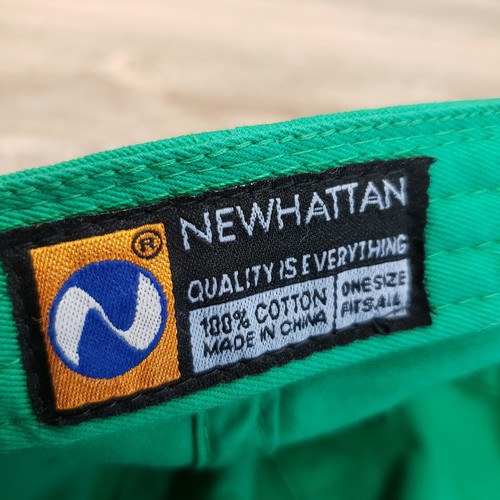 ®
NEWHATTAN
QUALITY IS EVERYTHING
100% COTTON
MADE IN CHINA
ONE SIZE
FITS ALL